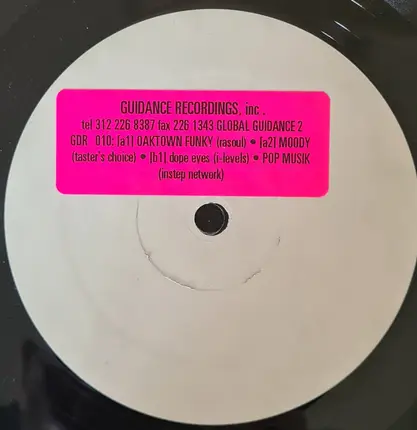 GUIDANCE RECORDINGS, inc .
tel 312 226 8387 fax 226 1343 GLOBAL GUIDANCE 2
GDR 010: [a1] OAKTOWN FUNKY (rasoul) • [a2] MOODY
(taster's choice) • [b1] dope eyes (i-levels) • POP MUSIK
(instep network)